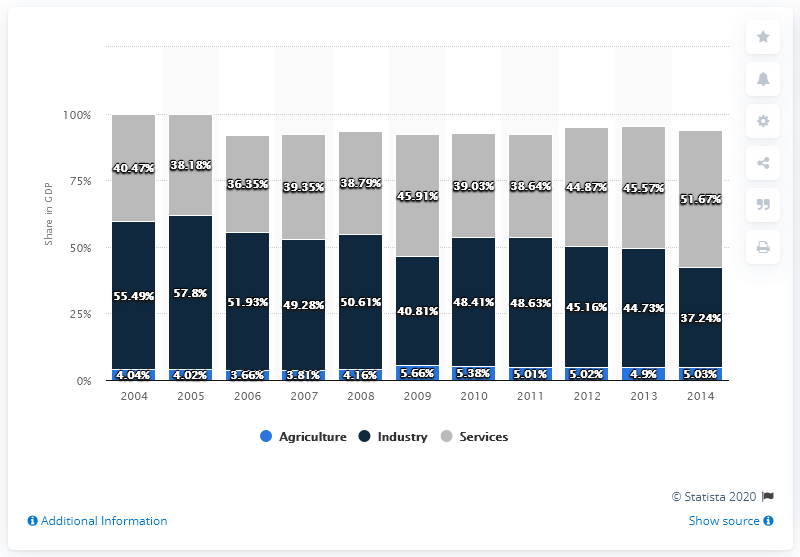 100%
75%
50%
25%
0%
Share in GDP
40.47% 38.18% 36.35% 39.35% 38.79% 45.91% 39.03% 38.64% 44.87% 45.57% 51.67%
55.49% 57.8% 51.93% 49.28% 50.61% 40.81% 48.41% 48.63% 45.16% 44.73% 37.24%
4.04% 4.02% 3.66% 3.81% 4.16% 5.66% 5.38% 5.01% 5.02% 4.9% 5.03%
2004 2005 2006 2007 2008 2009 2010 2011 2012 2013 2014
Agriculture Industry Services
© Statista 2020
Additional Information Show source